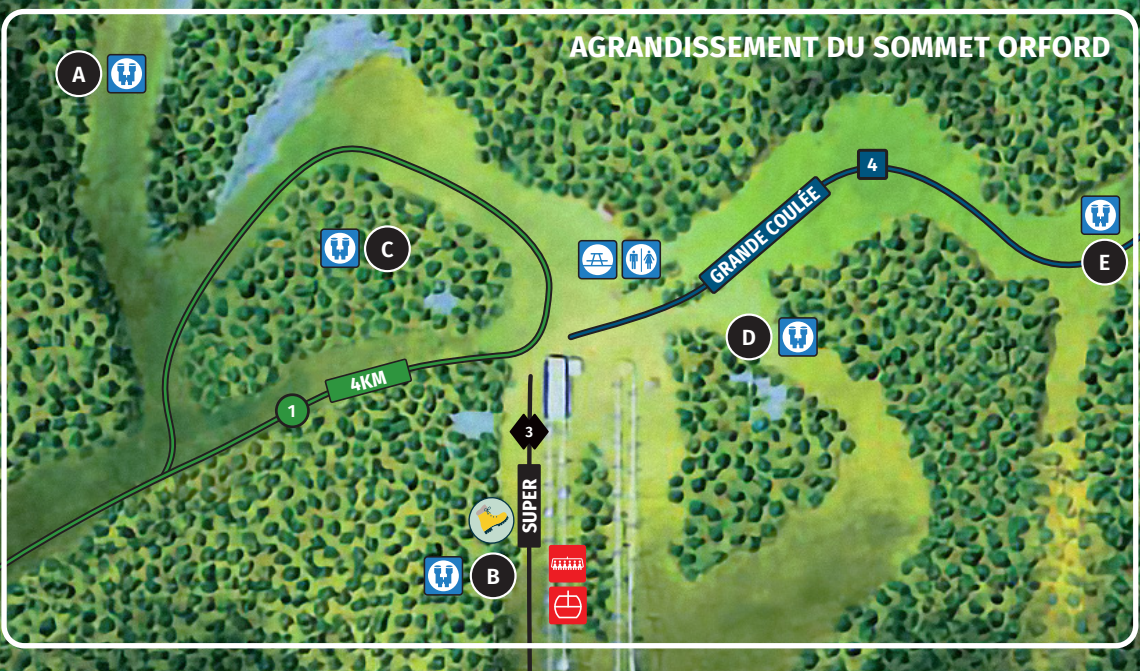 AGRANDISSEMENT DU SOMMET ORFORD
A
4
GRANDE COULÉE
C
E
D
4KM
1
3
SUPER
B